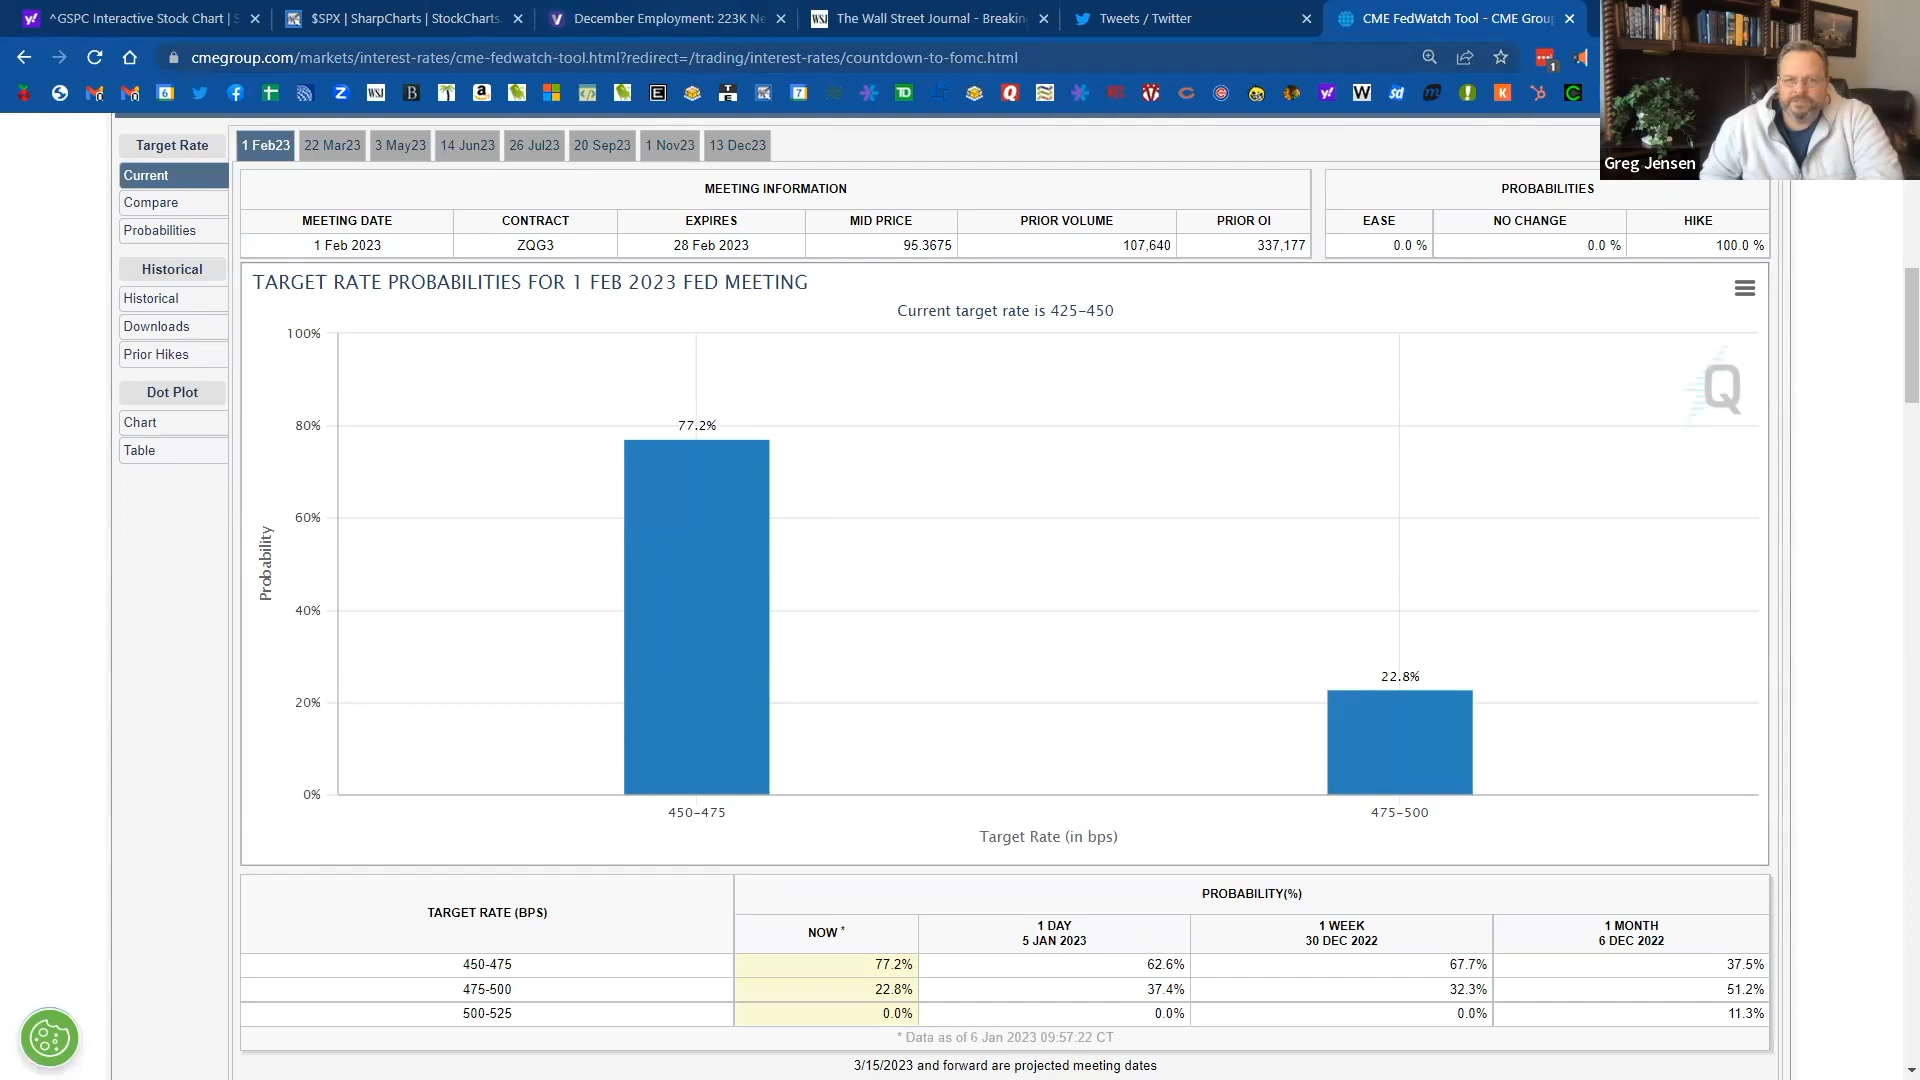 ^GSPC Interactive Stock Chart | S
$SPX | SharpCharts | StockCharts.
December Employment: 223K Ne
The Wall Street Journal - Breakin
Tweets / Twitter
CME FedWatch Tool - CME Grou
cmegroup.com/markets/interest-rates/cme-fedwatch-tool.html?redirect=/trading/interest-rates/countdown-to-fomc.html
Greg Jensen
Target Rate
Current
Compare
Probabilities
Historical
Historical
Downloads
Prior Hikes
Dot Plot
Chart
Table
1 Feb23 22 Mar23 3 May23 14 Jun23 26 Jul23 20 Sep23 1 Nov23 13 Dec23
MEETING INFORMATION
MEETING DATE CONTRACT EXPIRES MID PRICE PRIOR VOLUME PRIOR OI
1 Feb 2023 ZQG3 28 Feb 2023 95.3675 107,640 337,177
PROBABILITIES
EASE NO CHANGE HIKE
0.0 % 0.0 % 100.0 %
TARGET RATE PROBABILITIES FOR 1 FEB 2023 FED MEETING
Current target rate is 425-450
100%
80%
60%
40%
20%
0%
Probability
77.2%
22.8%
450-475
475-500
Target Rate (in bps)
Q
TARGET RATE (BPS)
PROBABILITY(%)
NOW *
1 DAY
5 JAN 2023
1 WEEK
30 DEC 2022
1 MONTH
6 DEC 2022
450-475 77.2% 62.6% 67.7% 37.5%
475-500 22.8% 37.4% 32.3% 51.2%
500-525 0.0% 0.0% 0.0% 11.3%
* Data as of 6 Jan 2023 09:57:22 CT
3/15/2023 and forward are projected meeting dates